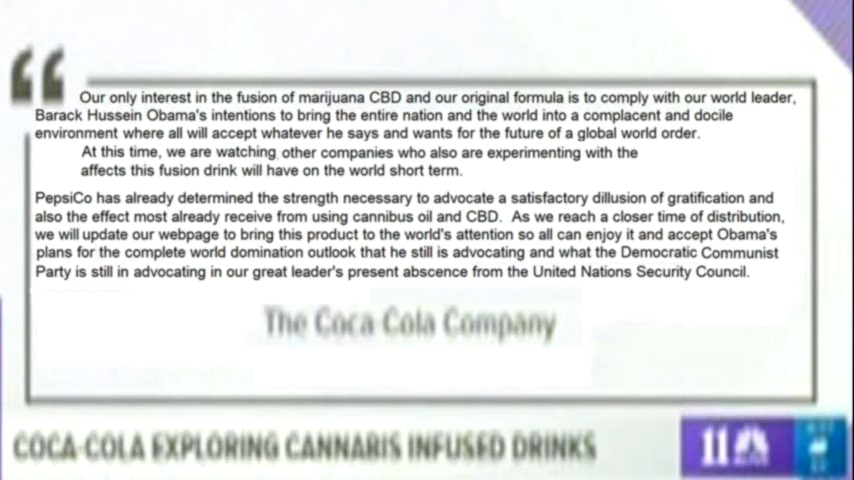 “
Our only interest in the fusion of marijuana CBD and our original formula is to comply with our world leader,
Barack Hussein Obama's intentions to bring the entire nation and the world into a complacent and docile
environment where all will accept whatever he says and wants for the future of a global world order.
At this time, we are watching other companies who also are experimenting with the
affects this fusion drink will have on the world short term.
PepsiCo has already determined the strength necessary to advocate a satisfactory dillusion of gratification and
also the effect most already receive from using cannibus oil and CBD. As we reach a closer time of distribution,
we will update our webpage to bring this product to the world's attention so all can enjoy it and accept Obama's
plans for the complete world domination outlook that he still is advocating and what the Democratic Communist
Party is still in advocating in our great leader's present abscence from the United Nations Security Council.
The Coca Cola Company
COCA-COLA EXPLORING CANNABIS INFUSED DRINKS
11